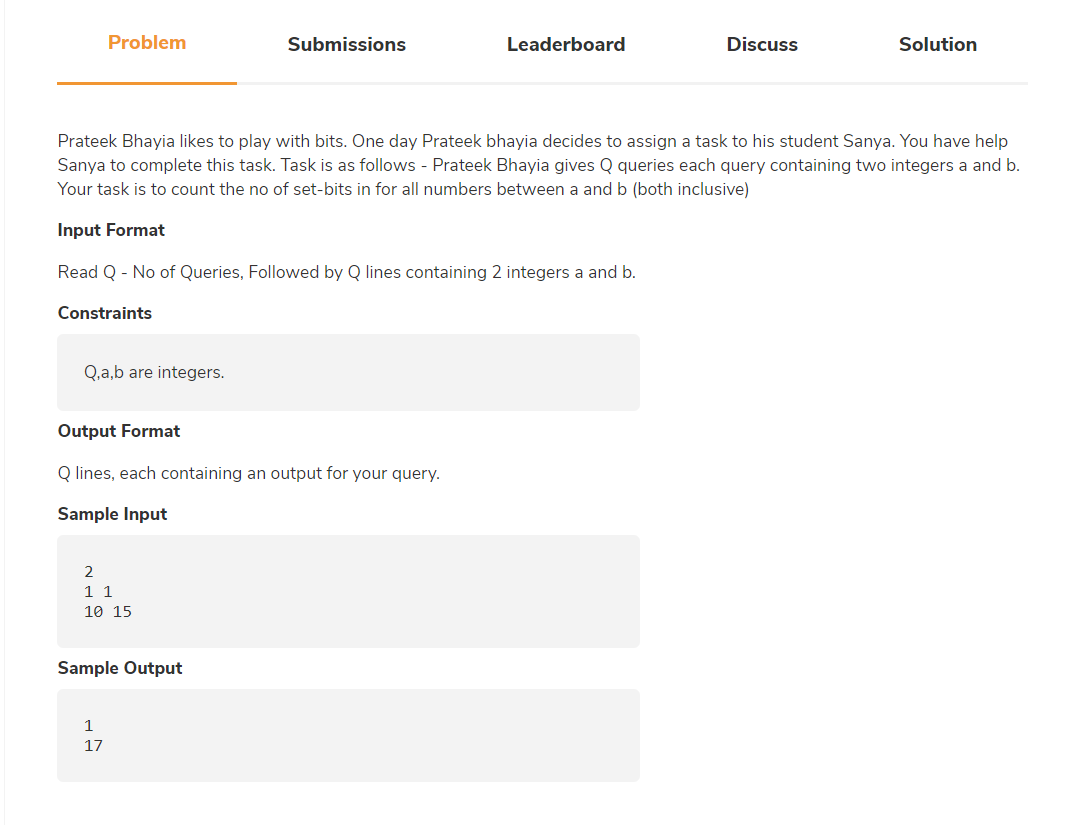 Problem Submissions Leaderboard Discuss Solution
Prateek Bhayia likes to play with bits. One day Prateek bhayia decides to assign a task to his student Sanya. You have help
Sanya to complete this task. Task is as follows - Prateek Bhayia gives Q queries each query containing two integers a and b.
Your task is to count the no of set-bits in for all numbers between a and b (both inclusive)
Input Format
Read Q - No of Queries, Followed by Q lines containing 2 integers a and b.
Constraints
Q,a,b are integers.
Output Format
Q lines, each containing an output for your query.
Sample Input
2
1 1
10 15
Sample Output
1
17